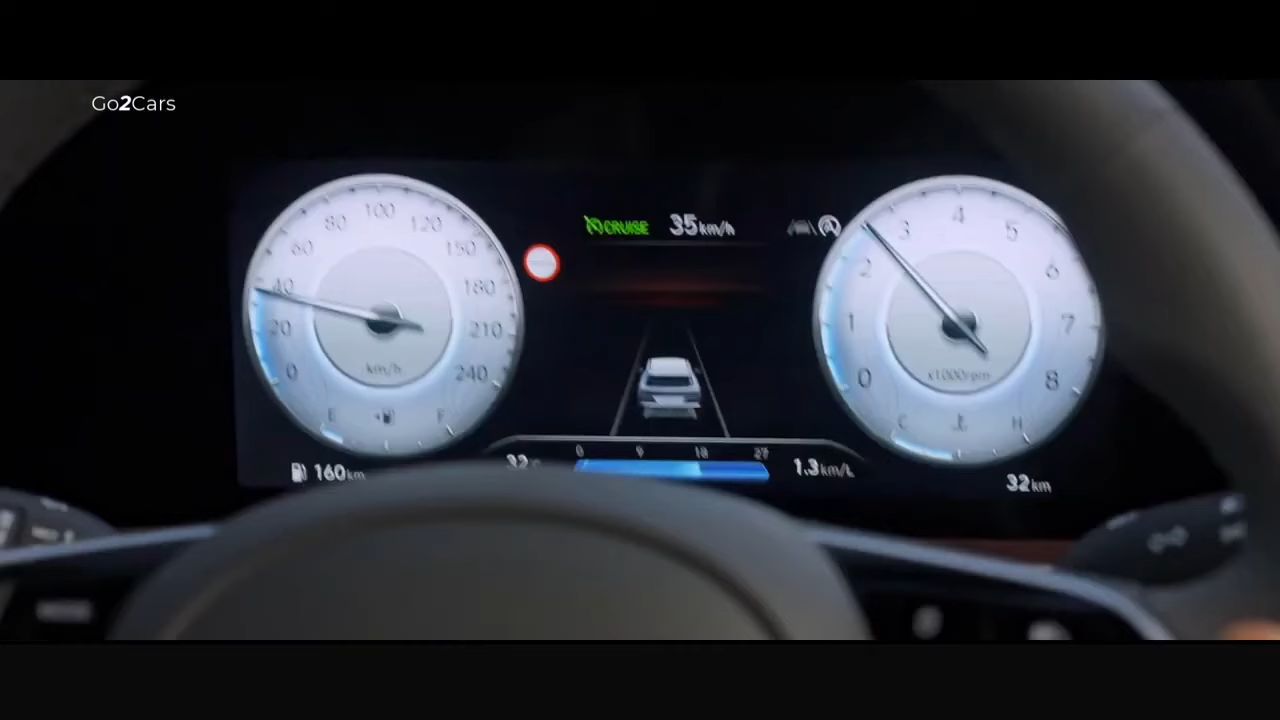 Go2Cars
80 100 120
60 150
40 180
20 210
0 240
km/h
E F
160km
CRUISE 35km/h
32°C
0 9 18 27
1.3km/L
3 4 5
2 6
1 7
0 8
x1000rpm
C H
32km